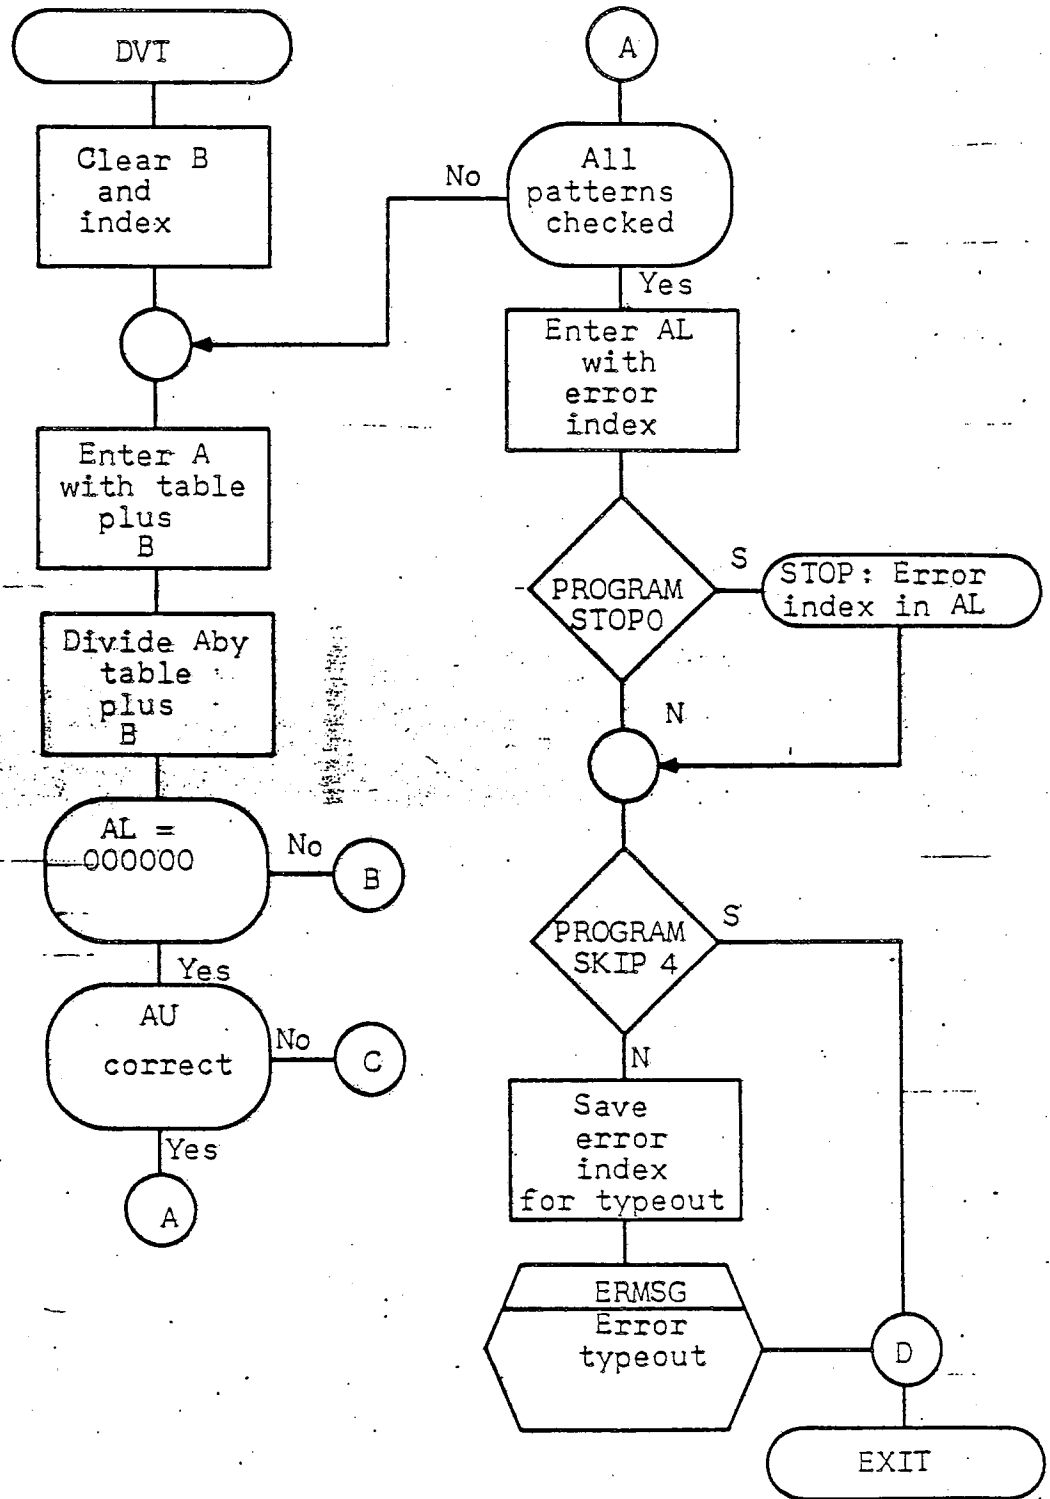 DVT
Clear B
and
index
Enter A
with table
plus
B
Divide Aby
table
plus
B
AL =
000000
No
B
Yes
AU
correct
No
C
Yes
A
A
All
patterns
checked
No
Yes
Enter AL
with
error
index
PROGRAM
STOP0
S
STOP: Error
index in AL
N
PROGRAM
SKIP 4
S
N
Save
error
index
for typeout
ERMSG
Error
typeout
D
EXIT